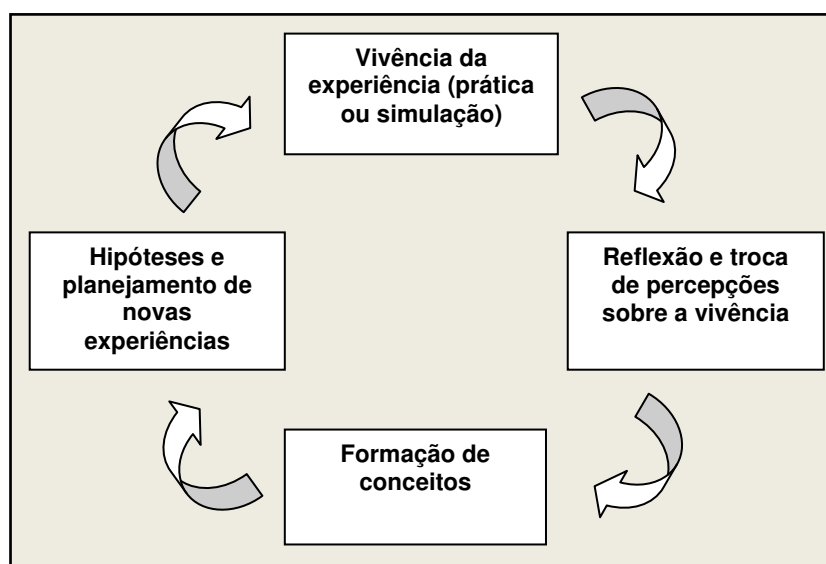 Vivência da
experiência (prática
ou simulação)
Hipóteses e
planejamento de
novas
experiências
Reflexão e troca
de percepções
sobre a vivência
Formação de
conceitos